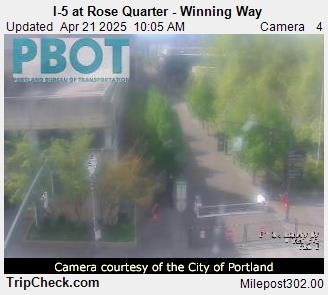 I-5 at Rose Quarter - Winning Way
Updated Apr 21 2025 10:05 AM Camera 4
PBOT
PORTLAND BUREAU OF TRANSPORTATION
Camera courtesy of the City of Portland
TripCheck.com Milepost302.00